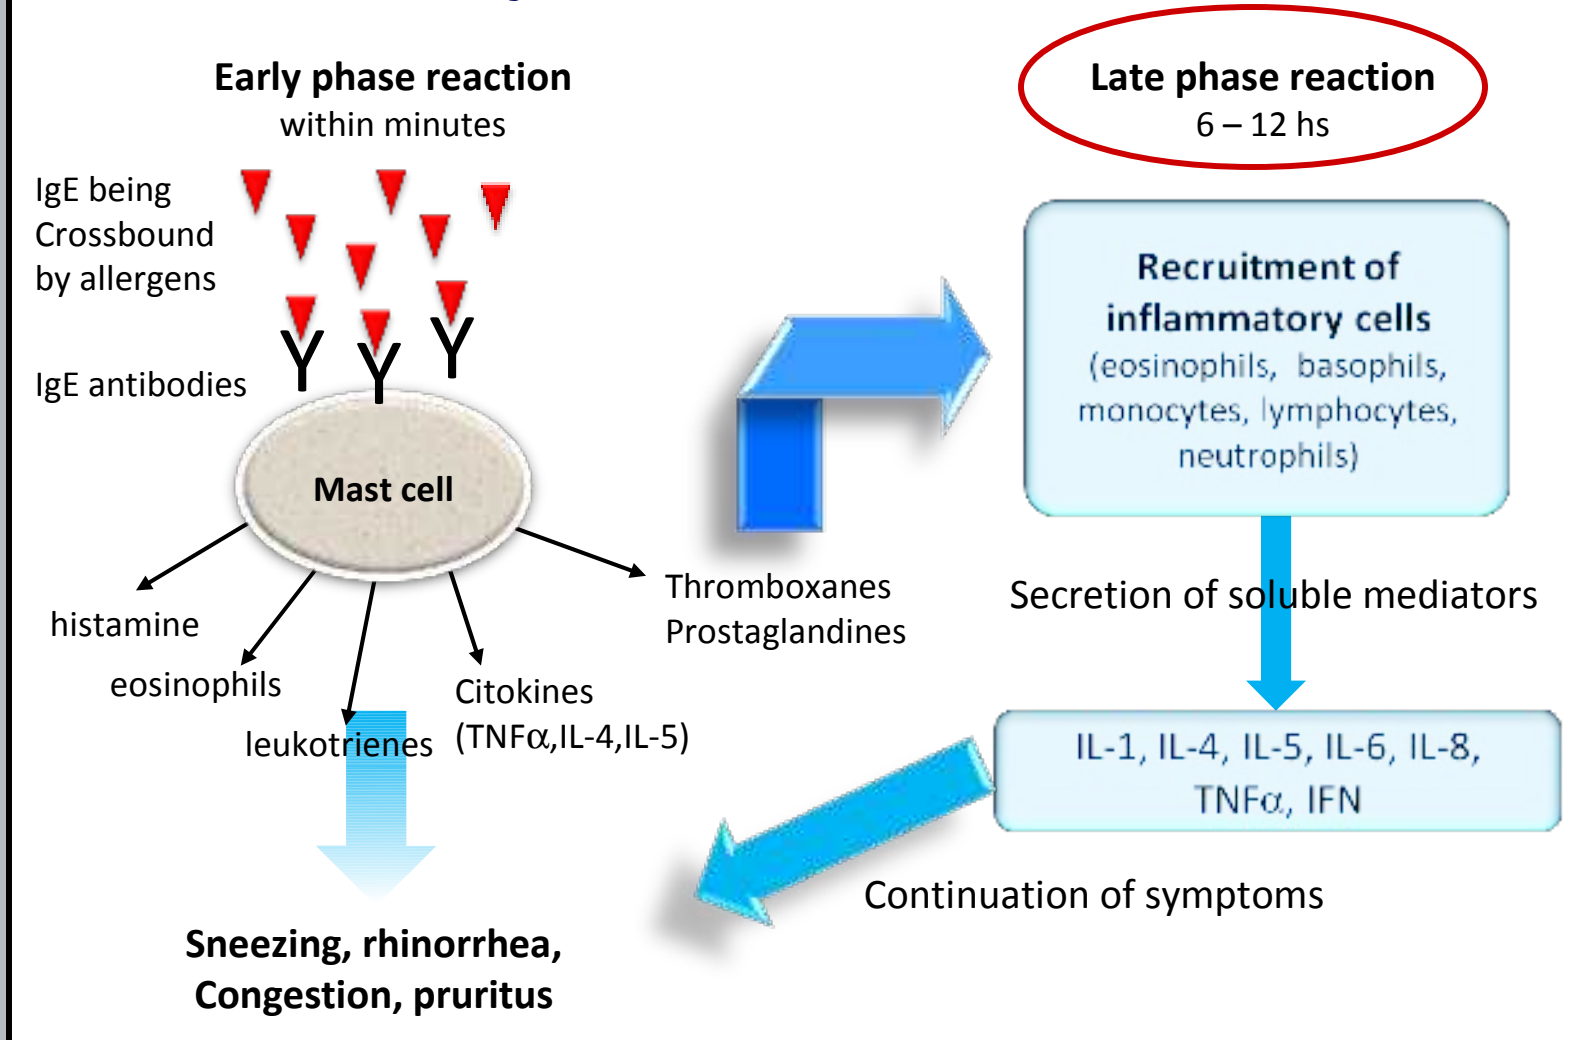 Early phase reaction
within minutes
IgE being
Crossbound
by allergens
IgE antibodies
Mast cell
histamine
eosinophils
leukotrienes
Citokines
(TNFα,IL-4,IL-5)
Thromboxanes
Prostaglandines
Sneezing, rhinorrhea,
Congestion, pruritus
Late phase reaction
6 – 12 hs
Recruitment of
inflammatory cells
(eosinophils, basophils,
monocytes, lymphocytes,
neutrophils)
Secretion of soluble mediators
IL-1, IL-4, IL-5, IL-6, IL-8,
TNFα, IFN
Continuation of symptoms